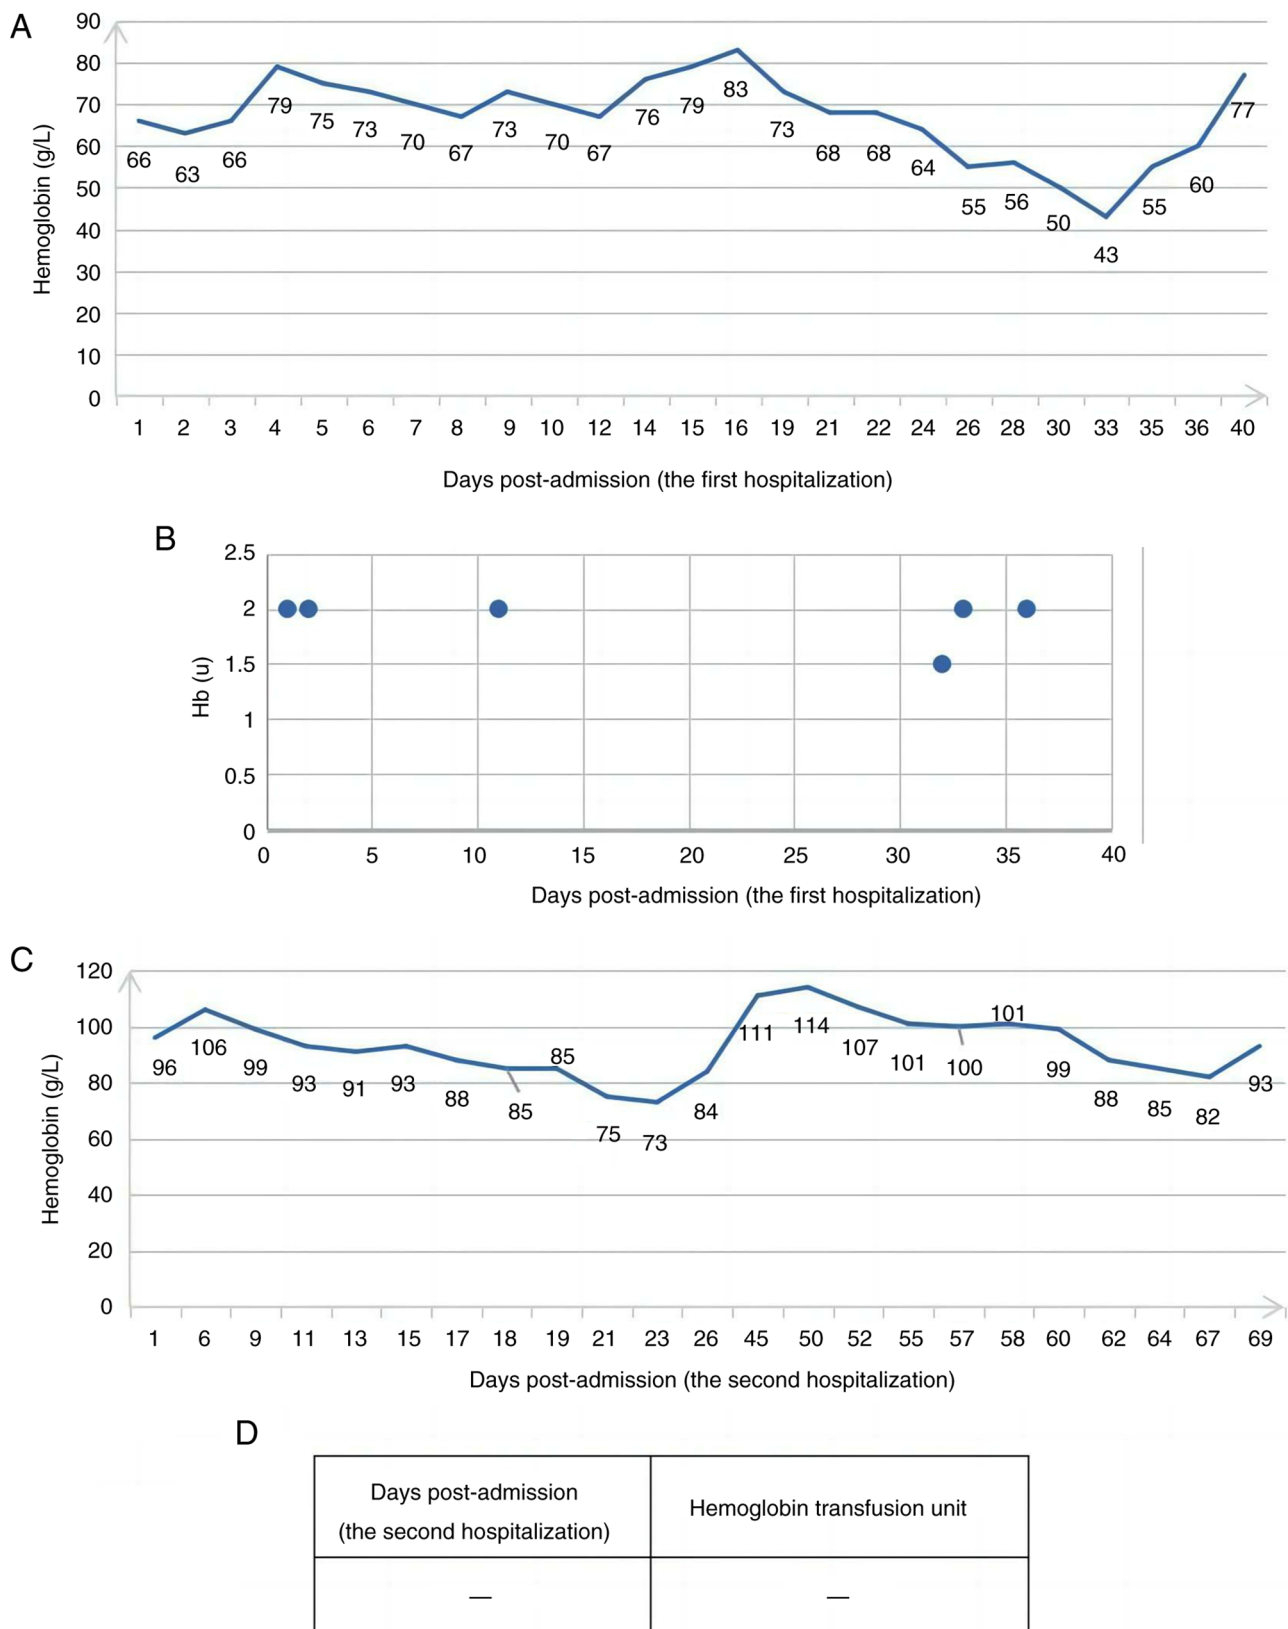 A
90
80
70
60
50
40
30
20
10
0
Hemoglobin (g/L)
66 63 66 79 75 73 70 67 73 70 67 76 79 83 73 68 68 64 55 56 50 43 55 60 77
1 2 3 4 5 6 7 8 9 10 12 14 15 16 19 21 22 24 26 28 30 33 35 36 40
Days post-admission (the first hospitalization)
B
2.5
2
1.5
1
0.5
0
Hb (u)
0 5 10 15 20 25 30 35 40
Days post-admission (the first hospitalization)
C
120
100
80
60
40
20
0
Hemoglobin (g/L)
96 106 99 93 91 93 88 85 85 75 73 84 111 114 107 101 100 101 99 88 85 82 93
1 6 9 11 13 15 17 18 19 21 23 26 45 50 52 55 57 58 60 62 64 67 69
Days post-admission (the second hospitalization)
D
Days post-admission
(the second hospitalization)
Hemoglobin transfusion unit
— —